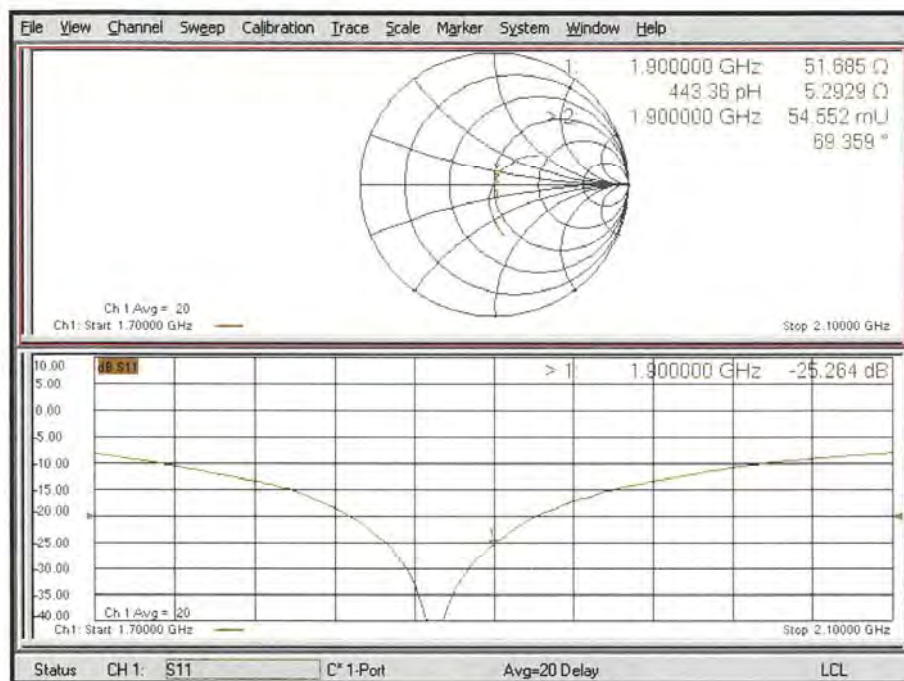 File View Channel Sweep Calibration Trace Scale Marker System Window Help
1: 1.900000 GHz 51.685 Ω
443.36 pH 5.2929 Ω
> 2: 1.900000 GHz 54.552 mU
69.359 °
Ch 1 Avg = 20
Ch1: Start 1.70000 GHz
Stop 2.10000 GHz
10.00
dB S11
> 1: 1.900000 GHz -25.264 dB
5.00
0.00
-5.00
-10.00
-15.00
-20.00
-25.00
1
-30.00
-35.00
-40.00
Ch 1 Avg = 20
Ch1: Start 1.70000 GHz
Stop 2.10000 GHz
Status CH 1: S11 C* 1-Port Avg=20 Delay LCL